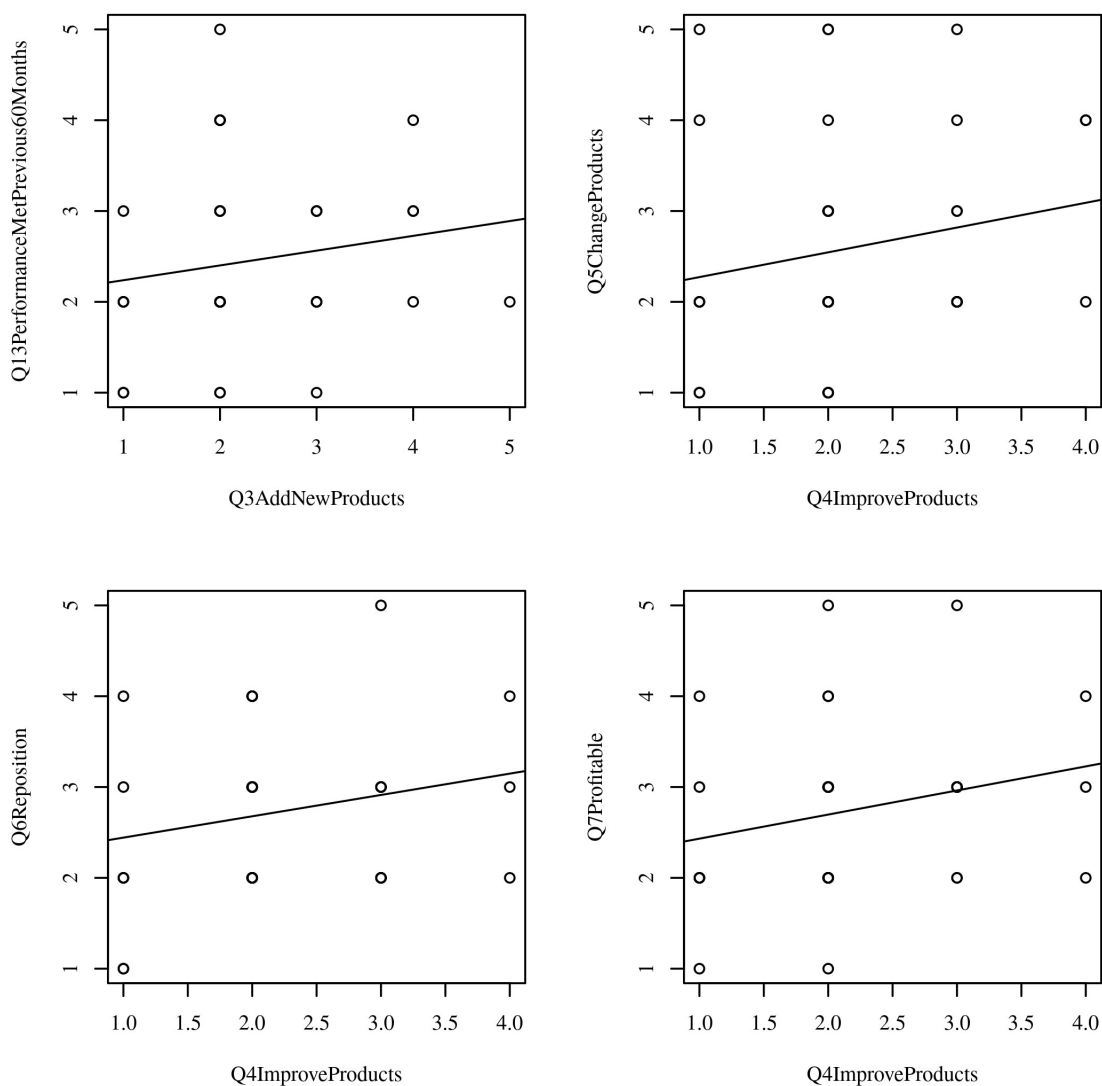 Q13PerformanceMetPrevious60Months
5
4
3
2
1
1 2 3 4 5
Q3AddNewProducts
Q5ChangeProducts
5
4
3
2
1
1.0 1.5 2.0 2.5 3.0 3.5 4.0
Q4ImproveProducts
Q6Reposition
5
4
3
2
1
1.0 1.5 2.0 2.5 3.0 3.5 4.0
Q4ImproveProducts
Q7Profitable
5
4
3
2
1
1.0 1.5 2.0 2.5 3.0 3.5 4.0
Q4ImproveProducts